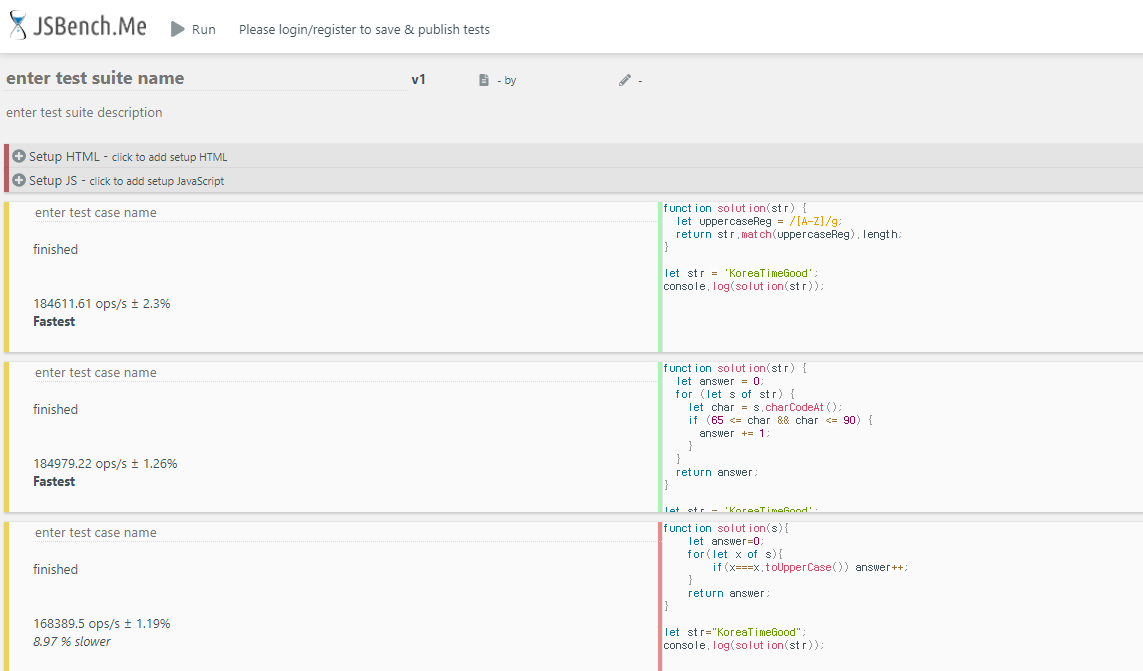 JSBench.Me
Run
Please login/register to save & publish tests
enter test suite name
v1
- by
-
enter test suite description
Setup HTML - click to add setup HTML
Setup JS - click to add setup JavaScript
enter test case name
finished
184611.61 ops/s ± 2.3%
Fastest
function solution(str) {
let uppercaseReg = /[A-Z]/g;
return str.match(uppercaseReg).length;
}
let str = 'KoreaTimeGood';
console.log(solution(str));
enter test case name
finished
184979.22 ops/s ± 1.26%
Fastest
function solution(str) {
let answer = 0;
for (let s of str) {
let char = s.charCodeAt();
if (65 <= char && char <= 90) {
answer += 1;
}
}
return answer;
}
let str = 'KoreaTimeGood';
enter test case name
finished
168389.5 ops/s ± 1.19%
8.97 % slower
function solution(s){
let answer=0;
for(let x of s){
if(x===x.toUpperCase()) answer++;
}
return answer;
}
let str="KoreaTimeGood";
console.log(solution(str));